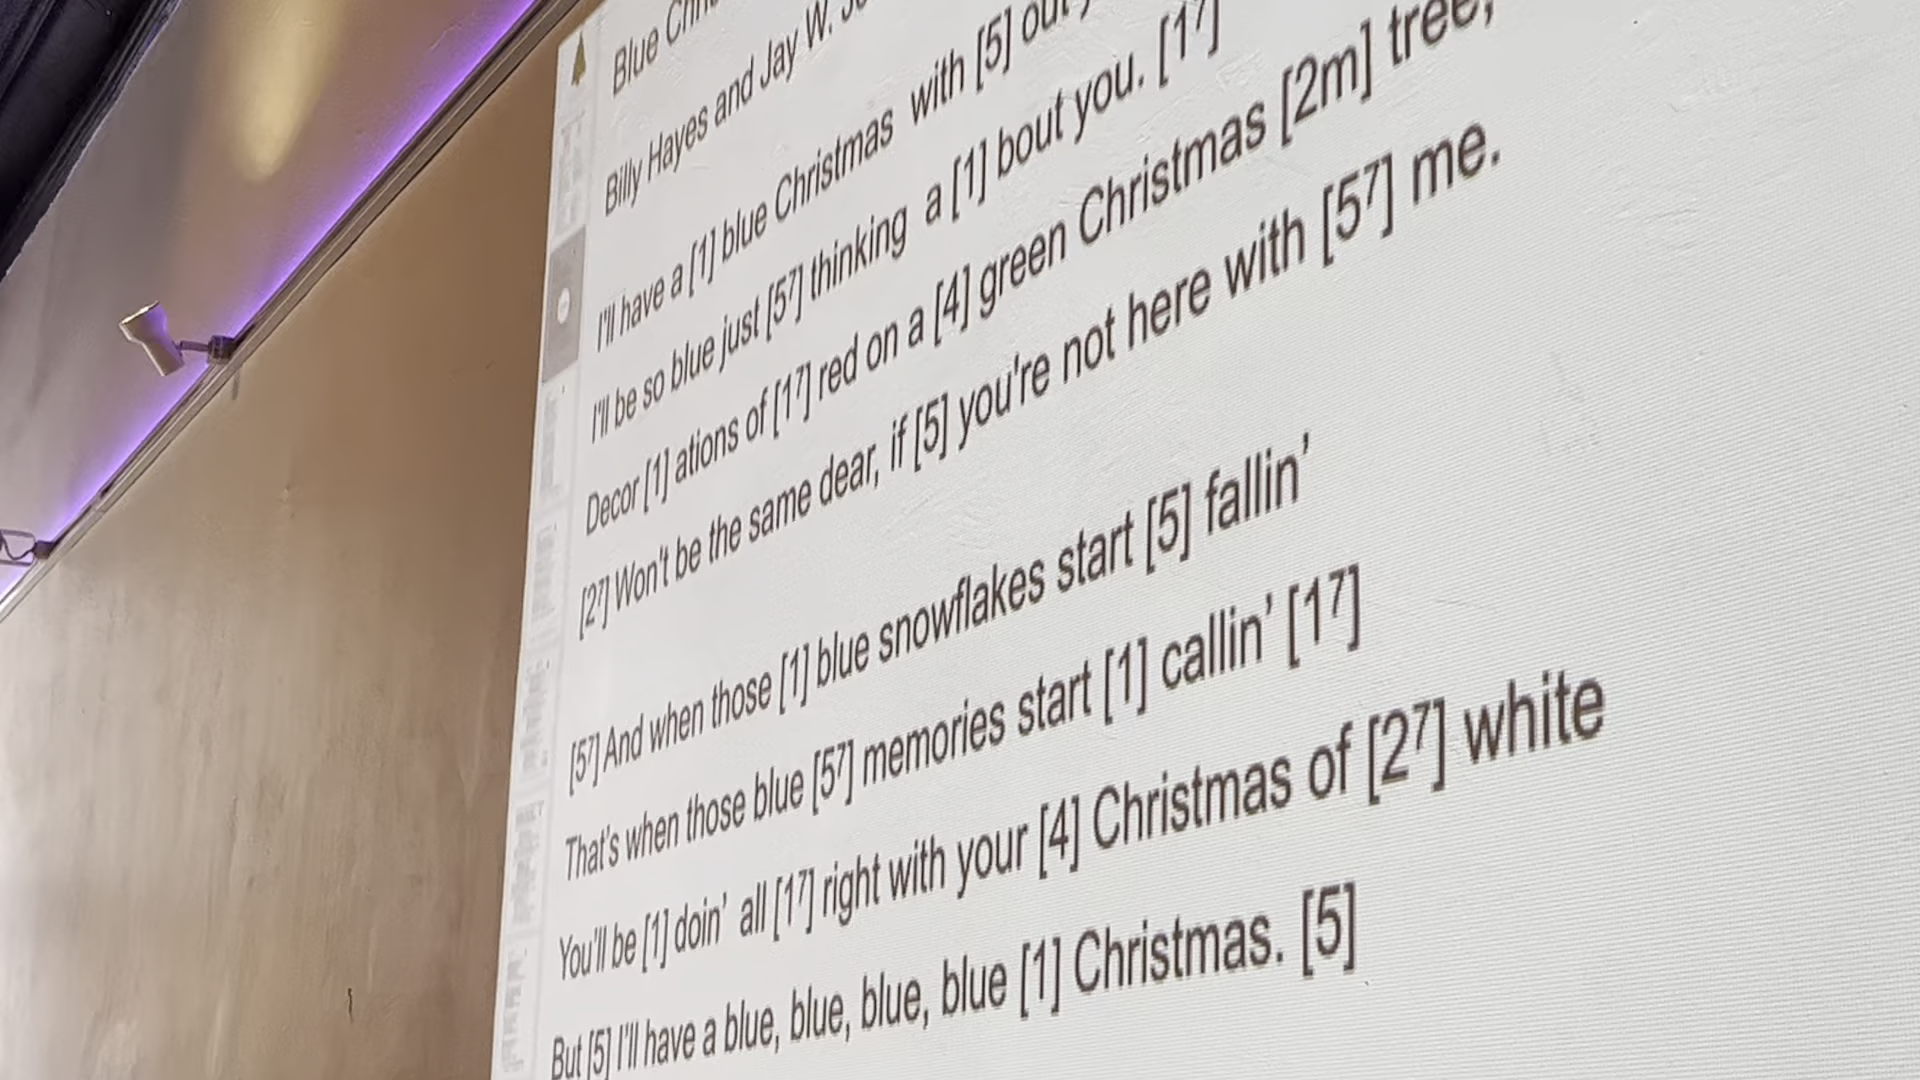 Blue
Billy Hayes and Jay W.
I'll have a [1] blue Christmas with [5]
I'll be so blue just [5⁷] thinking a [1] bout you. [1⁷]
Decor [1] ations of [1⁷] red on a [4] green Christmas [2m] tree,
[2⁷] Won't be the same dear, if [5] you're not here with [5⁷] me.
[5⁷] And when those [1] blue snowflakes start [5] fallin’
That's when those blue [5⁷] memories start [1] callin’ [1⁷]
You'll be [1] doin’ all [1⁷] right with your [4] Christmas of [2⁷] white
But [5] I'll have a blue, blue, blue, blue [1] Christmas. [5]